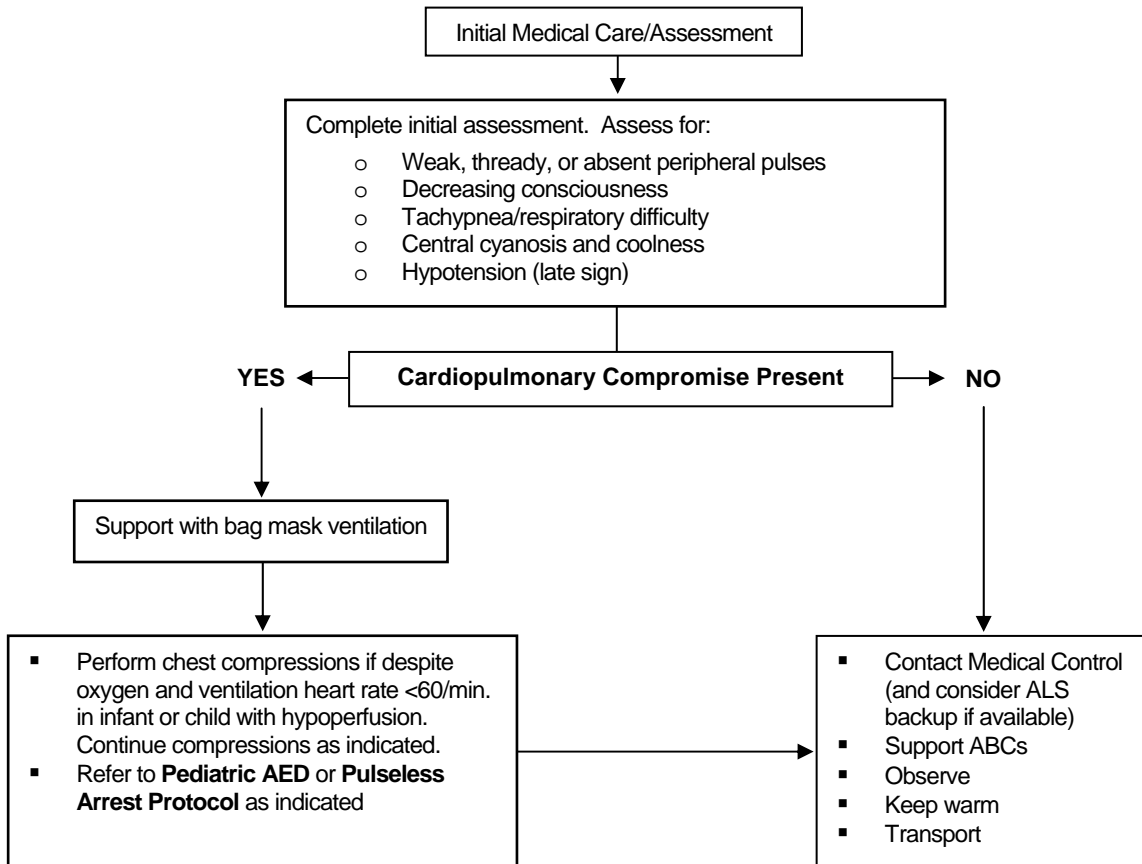 Initial Medical Care/Assessment
Complete initial assessment. Assess for:
o Weak, thready, or absent peripheral pulses
o Decreasing consciousness
o Tachypnea/respiratory difficulty
o Central cyanosis and coolness
o Hypotension (late sign)
YES
Cardiopulmonary Compromise Present
NO
Support with bag mask ventilation
▪ Perform chest compressions if despite
oxygen and ventilation heart rate <60/min.
in infant or child with hypoperfusion.
Continue compressions as indicated.
▪ Refer to Pediatric AED or Pulseless
Arrest Protocol as indicated
▪ Contact Medical Control
(and consider ALS
backup if available)
▪ Support ABCs
▪ Observe
▪ Keep warm
▪ Transport